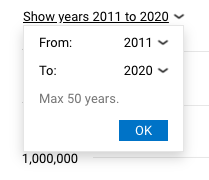 Show years 2011 to 2020
From: 2011
To: 2020
Max 50 years.
OK
1,000,000